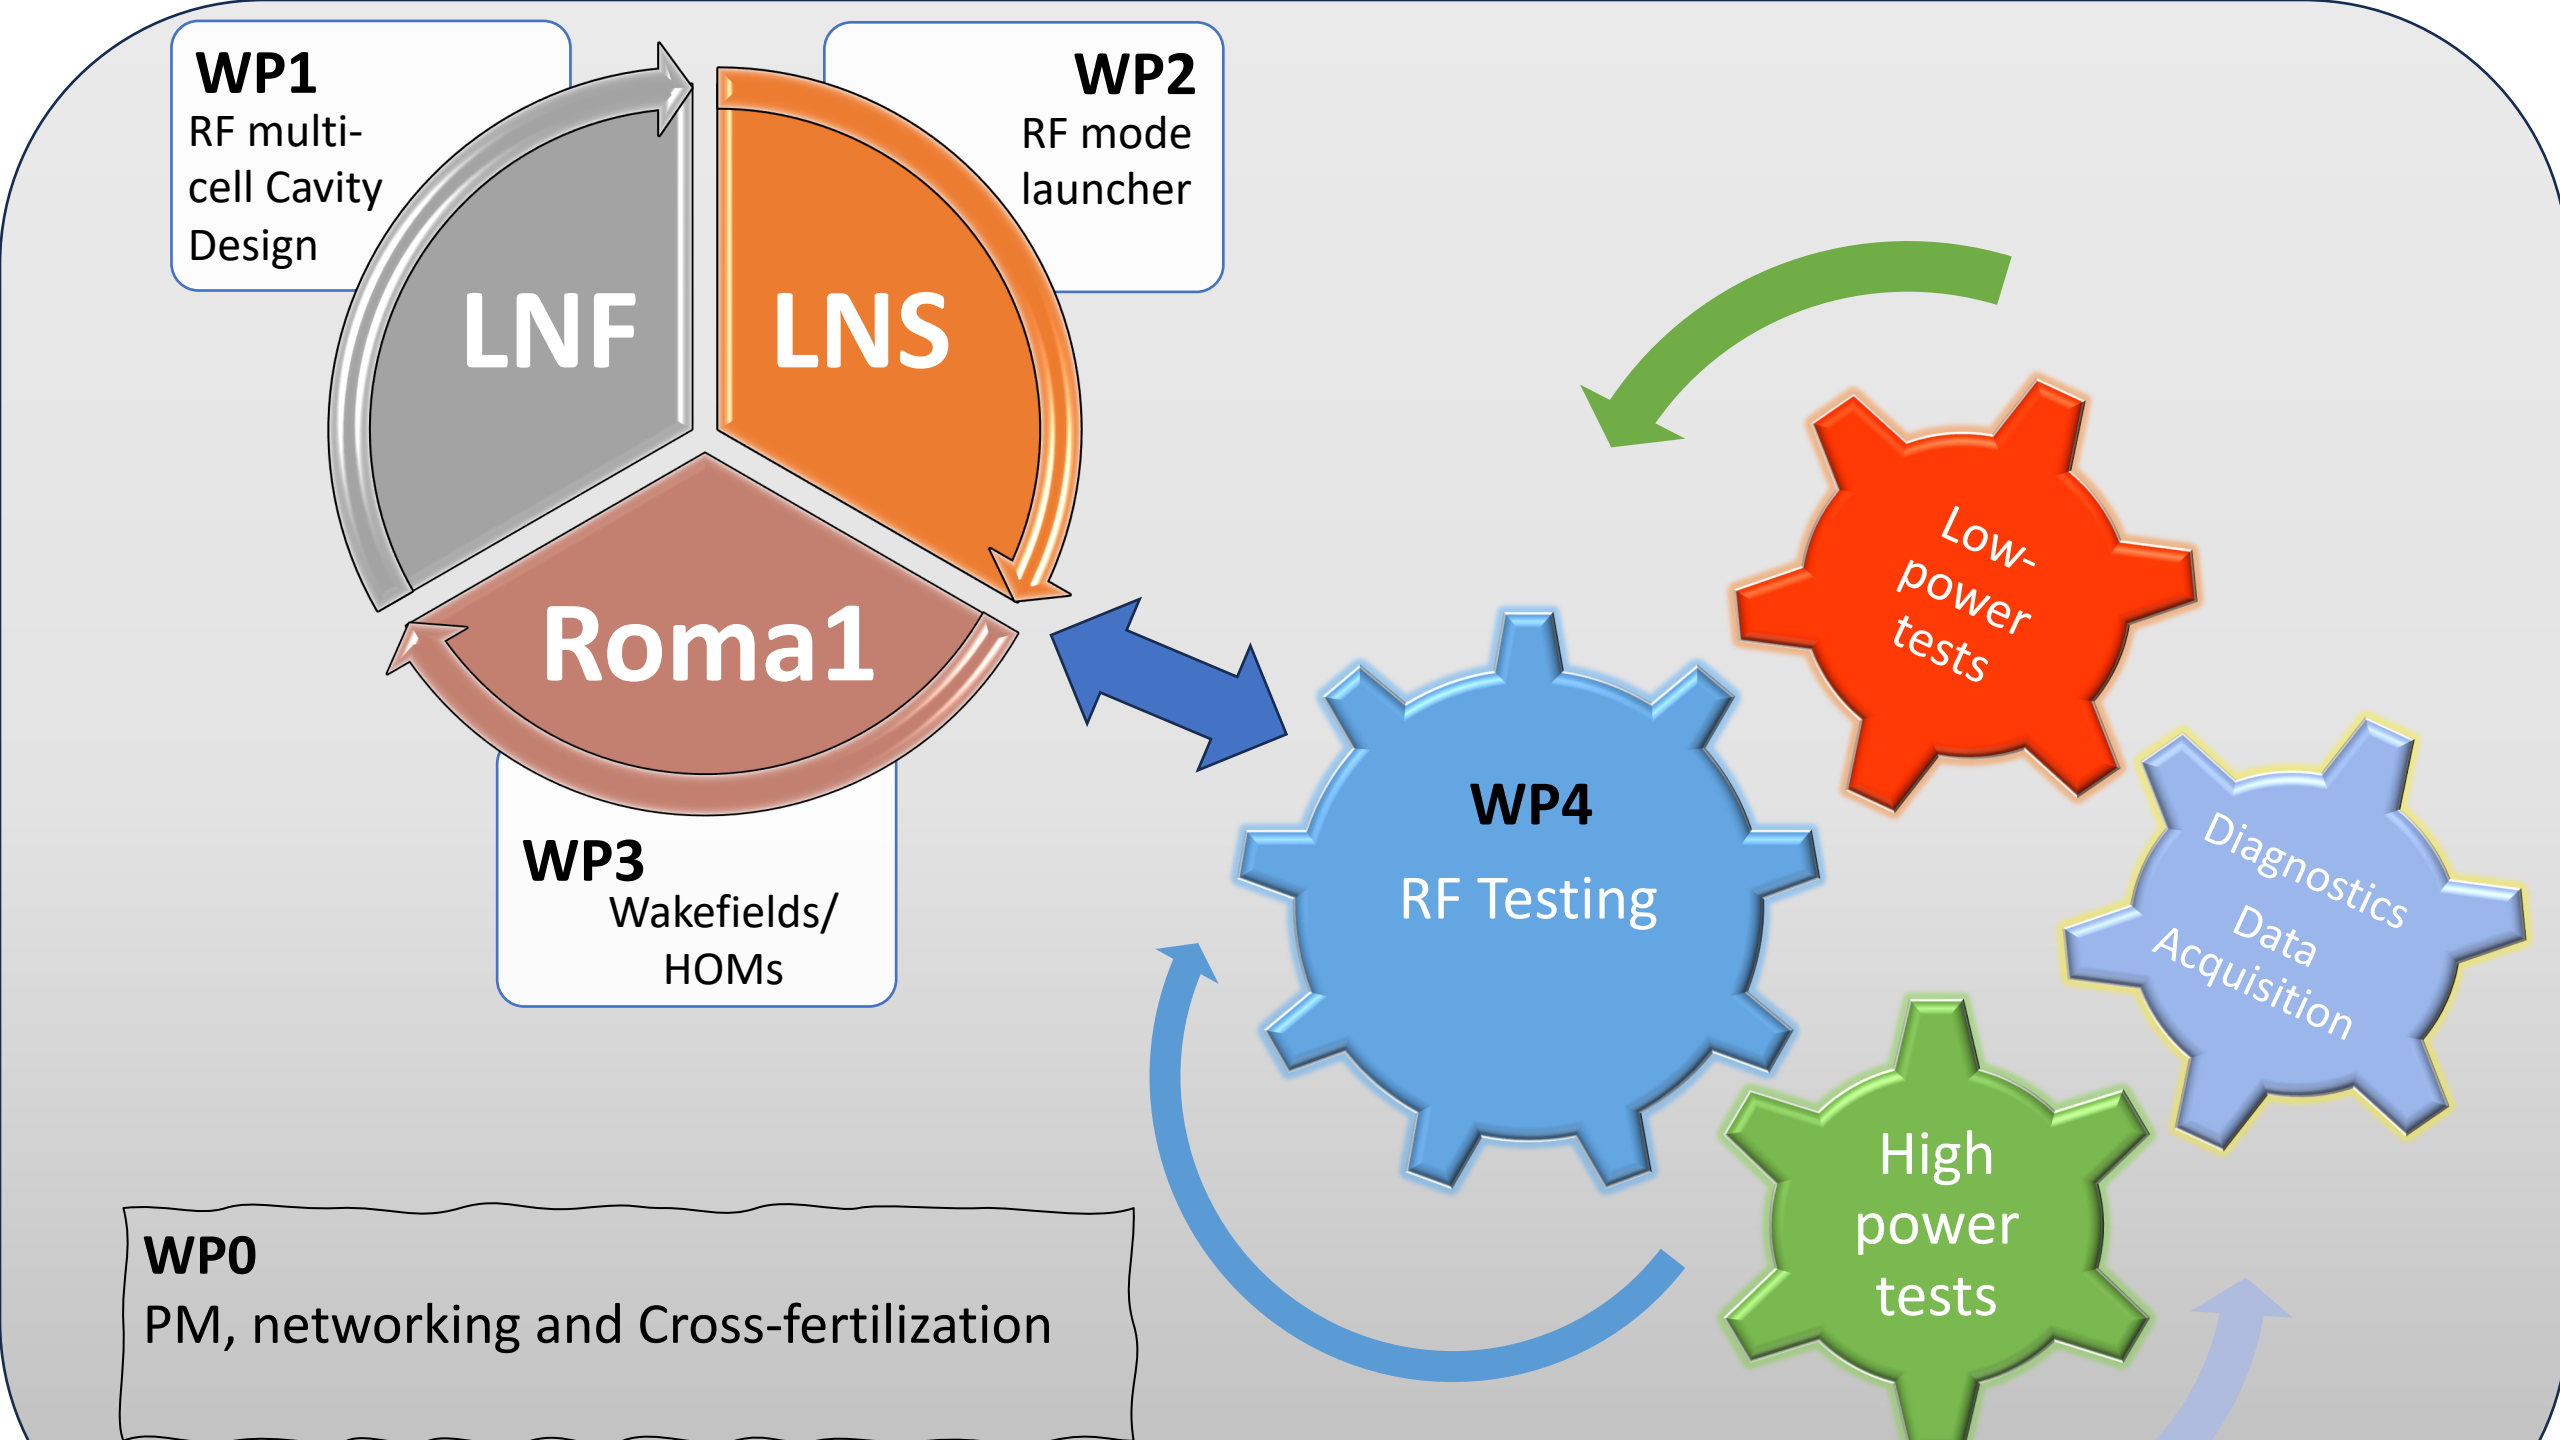 WP1
RF multi-
cell Cavity
Design
WP2
RF mode
launcher
LNF
LNS
Roma1
WP3
Wakefields/
HOMs
WP4
RF Testing
Low-
power
tests
Diagnostics
Data
Acquisition
High
power
tests
WP0
PM, networking and Cross-fertilization